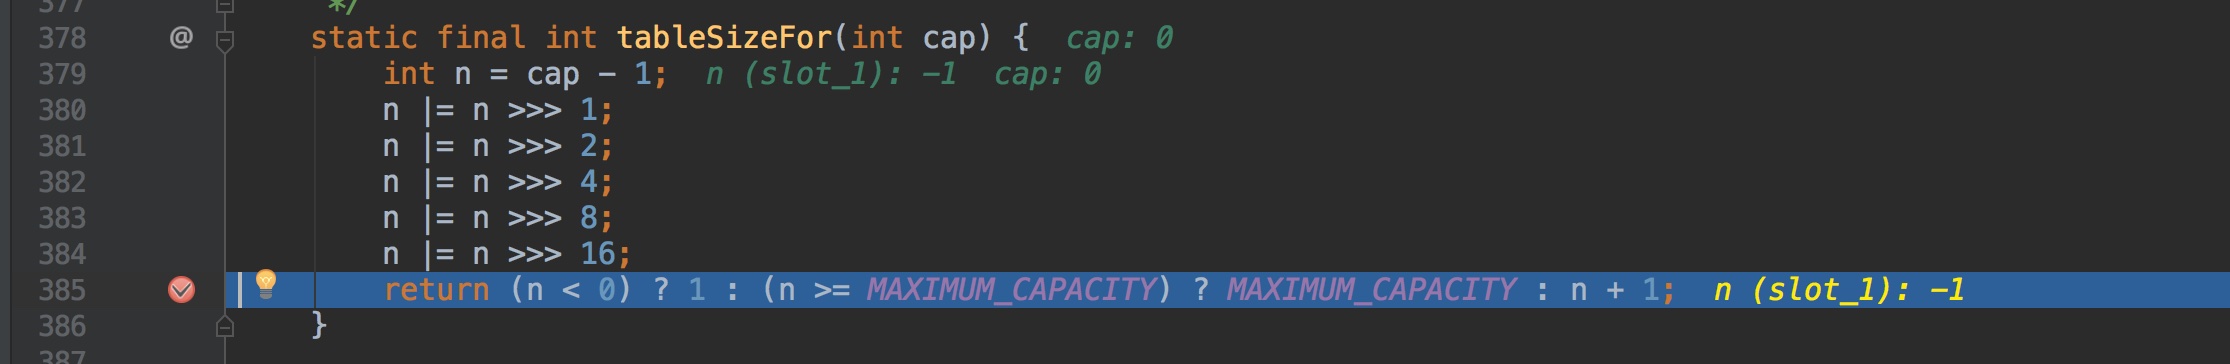 377 */
378 @ static final int tableSizeFor(int cap) { cap: 0
379 int n = cap - 1; n (slot_1): -1 cap: 0
380 n |= n >>> 1;
381 n |= n >>> 2;
382 n |= n >>> 4;
383 n |= n >>> 8;
384 n |= n >>> 16;
385 return (n < 0) ? 1 : (n >= MAXIMUM_CAPACITY) ? MAXIMUM_CAPACITY : n + 1; n (slot_1): -1
386 }
387